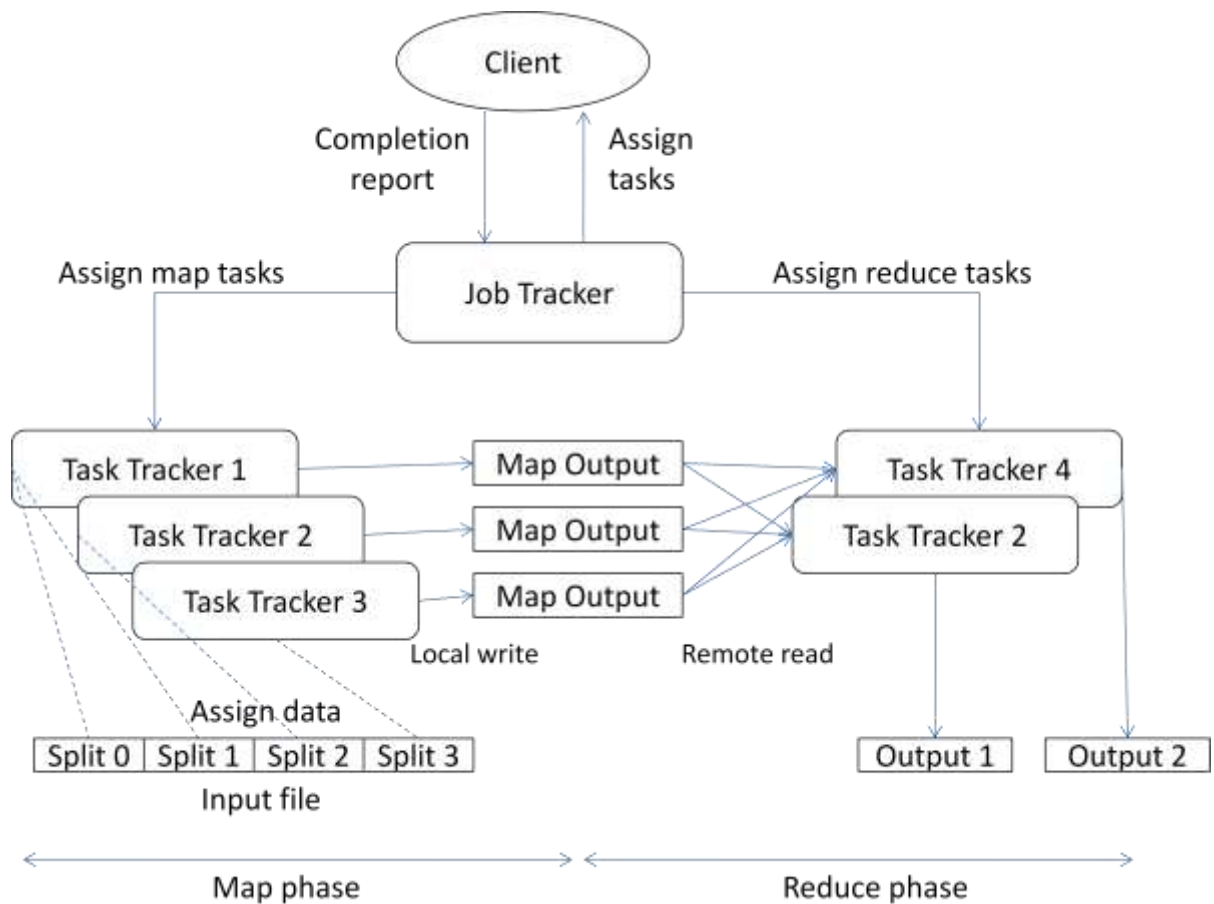 Client
Completion
report
Assign
tasks
Assign map tasks
Job Tracker
Assign reduce tasks
Task Tracker 1
Map Output
Task Tracker 4
Task Tracker 2
Map Output
Task Tracker 2
Task Tracker 3
Map Output
Local write
Remote read
Assign data
Split 0 Split 1 Split 2 Split 3
Output 1
Output 2
Input file
Map phase
Reduce phase